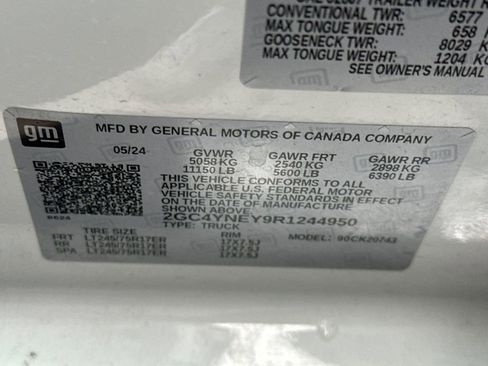 CONVENTIONAL TWR: 6577
MAX TONGUE WEIGHT: 658
GOOSENECK TWR: 8029
MAX TONGUE WEIGHT: 1204 KG
SEE OWNER'S MANUAL
gm
gm
MFD BY GENERAL MOTORS OF CANADA COMPANY
05/24 GVWR GAWR FRT GAWR RR
5058 KG 2540 KG 2898 KG
11150 LB 5600 LB 6390 LB
THIS VEHICLE CONFORMS TO ALL
APPLICABLE U.S. FEDERAL MOTOR
VEHICLE SAFETY STANDARDS IN EFFECT
ON THE DATE OF MANUFACTURE SHOWN ABOVE.
2GC4YNEY9R1244950
TYPE: TRUCK MODEL: 90CK20743
TIRE SIZE RIM
FRT LT245/75R17ER 17X7.5J
RR LT245/75R17ER 17X7.5J
SPA LT245/75R17ER 17X7.5J